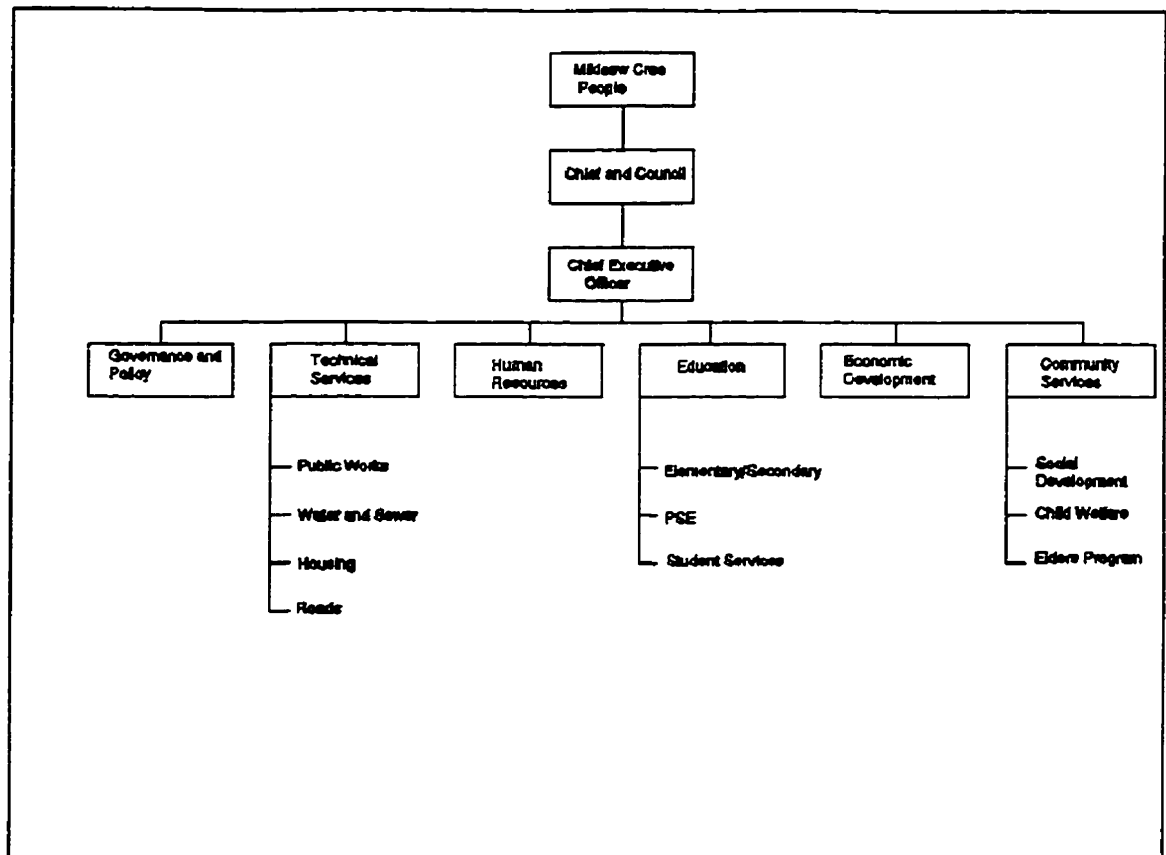 Mikisew Cree
People
Chief and Council
Chief Executive
Officer
Governance and
Policy
Technical
Services
Human
Resources
Education
Economic
Development
Community
Services
Public Works
Water and Sewer
Housing
Roads
Elementary/Secondary
PSE
Student Services
Social
Development
Child Welfare
Elders Program